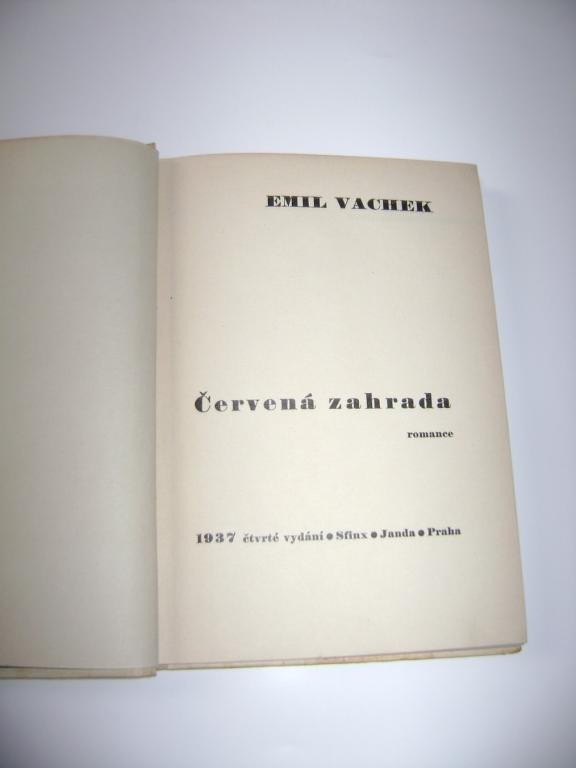 EMIL VACHEK
Červená zahrada
romance
1937 čtvrté vydání • Sfinx • Janda • Praha